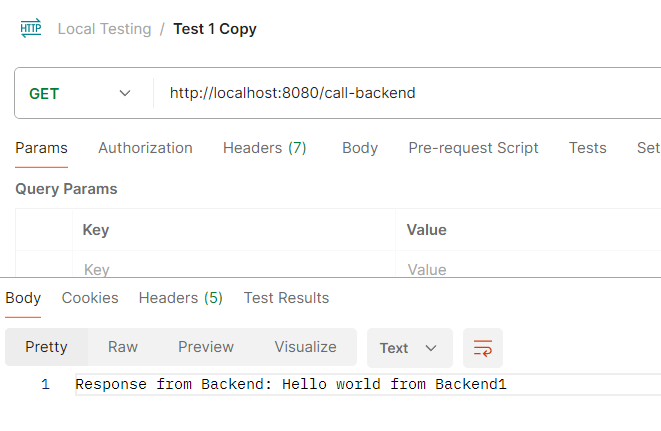 HTTP Local Testing / Test 1 Copy
GET http://localhost:8080/call-backend
Params Authorization Headers (7) Body Pre-request Script Tests Set
Query Params
Key Value
Key Value
Body Cookies Headers (5) Test Results
Pretty Raw Preview Visualize Text
1 Response from Backend: Hello world from Backend1